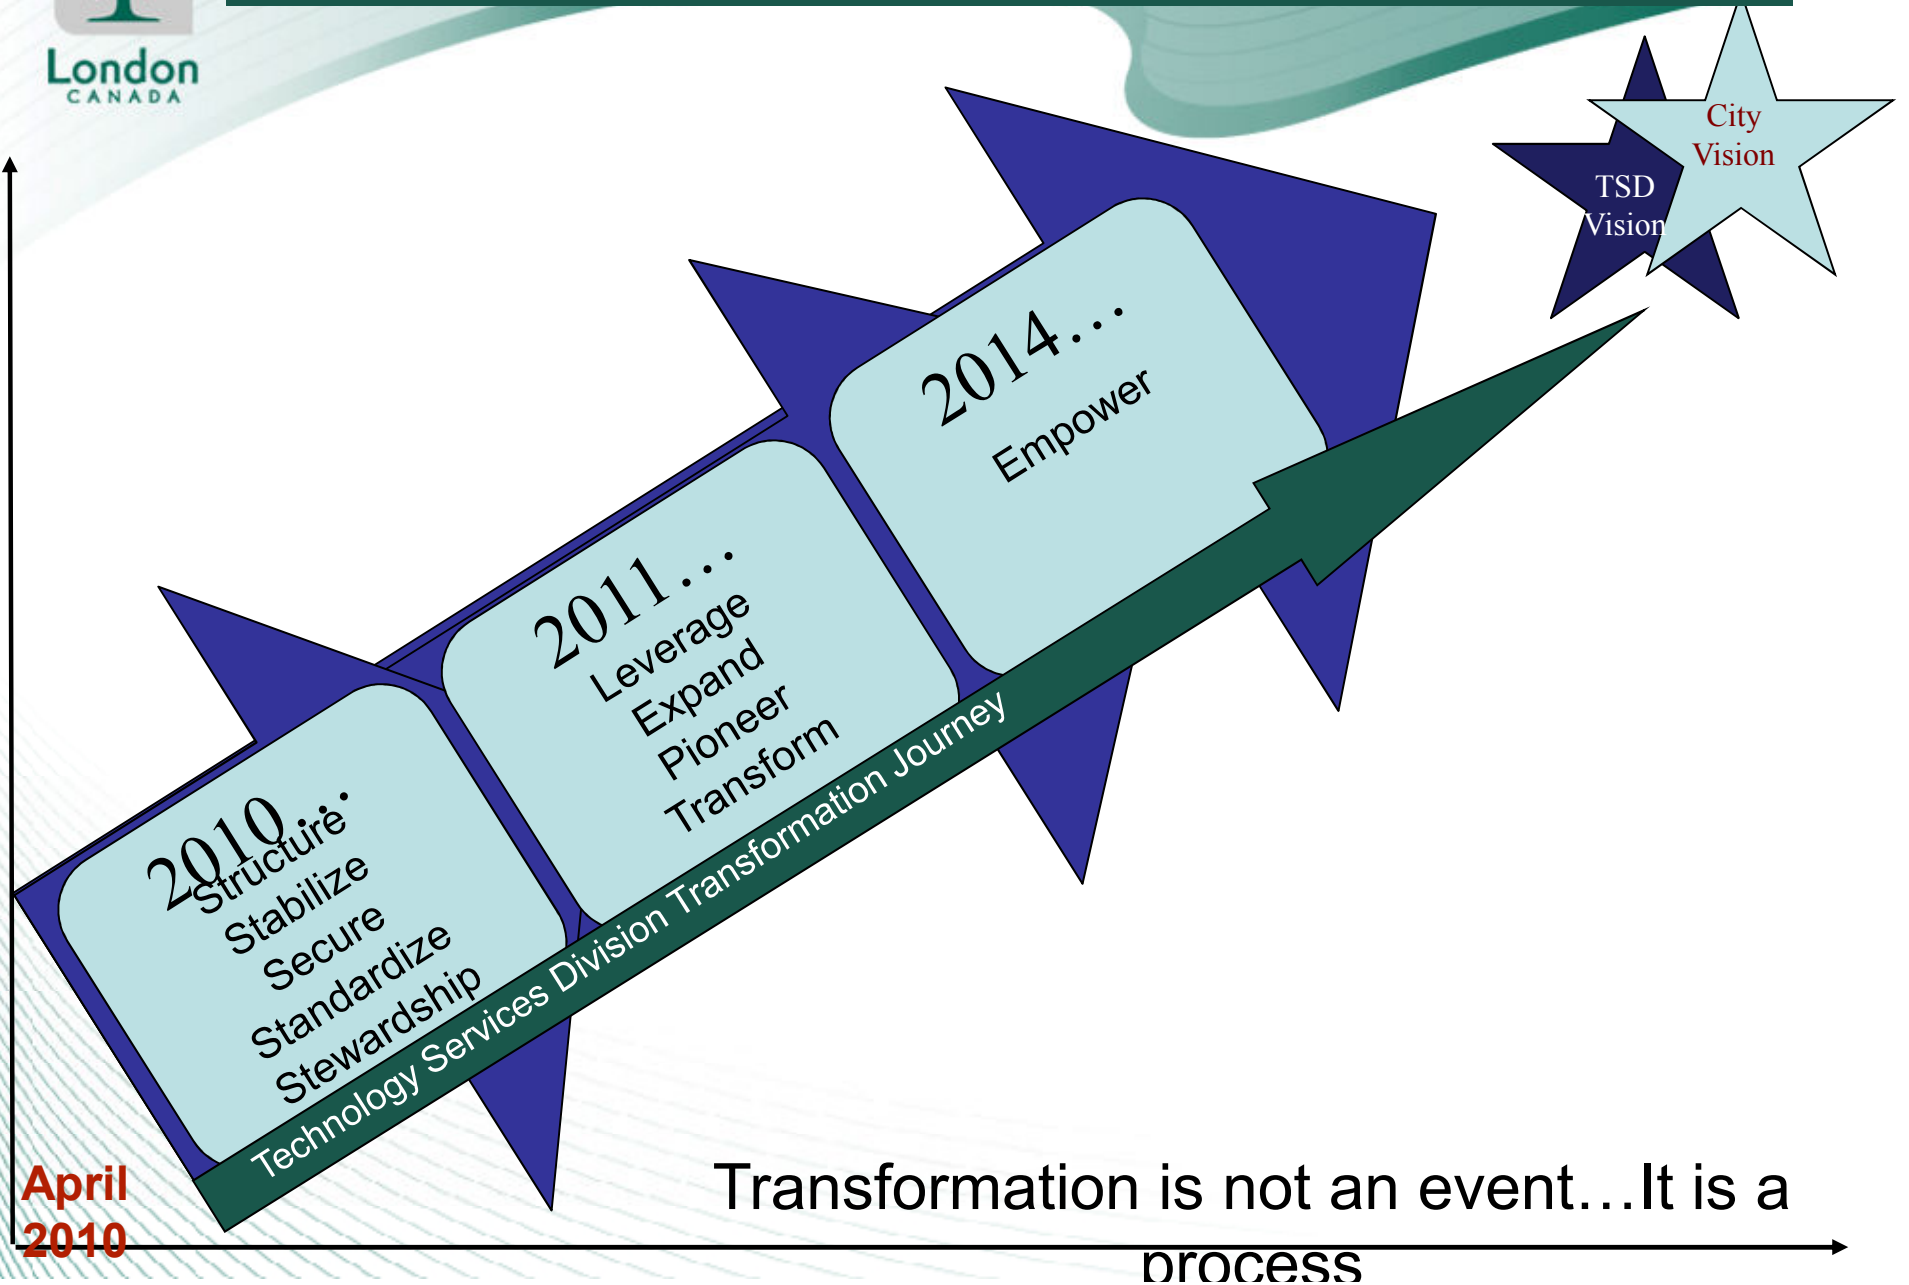 London
CANADA
City
Vision
TSD
Vision
2014…
Empower
2011…
Leverage
Expand
Pioneer
Transform
2010…
Structure
Stabilize
Secure
Standardize
Stewardship
Technology Services Division Transformation Journey
April
2010
Transformation is not an event…It is a
process